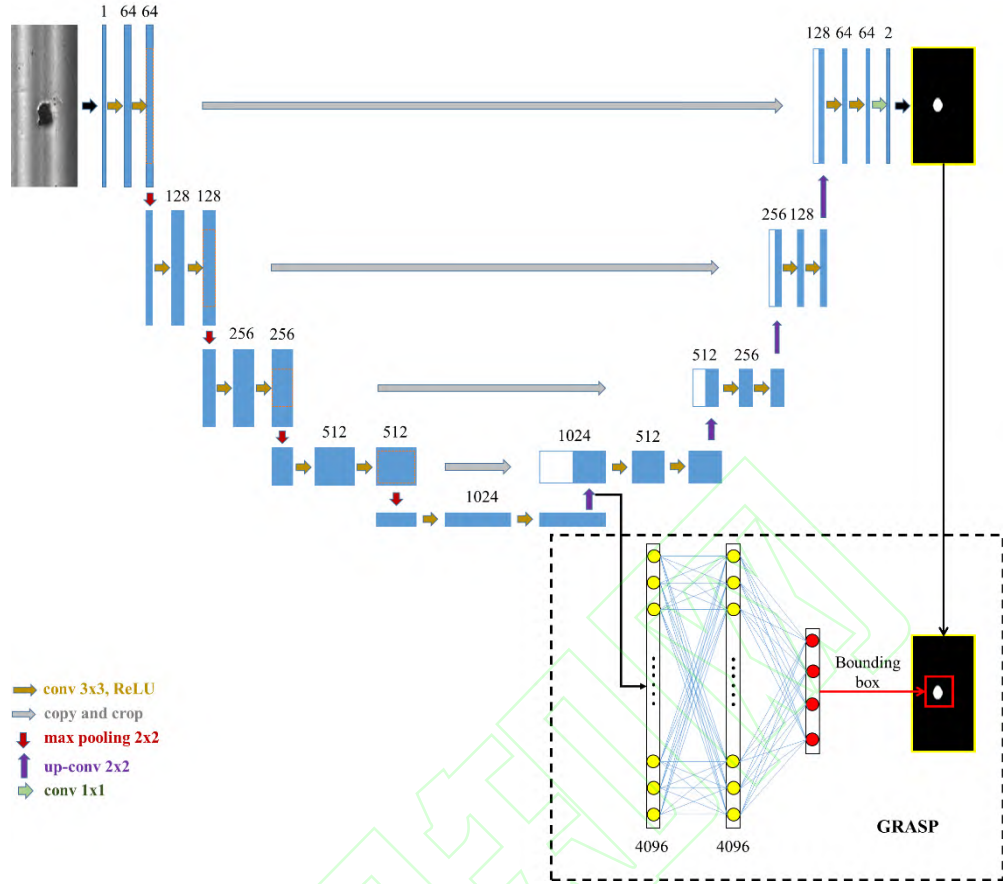 1 64 64
128 64 64 2
128 128
256 128
256 256
512 256
512 512
1024 512
1024
conv 3x3, ReLU
copy and crop
max pooling 2x2
up-conv 2x2
conv 1x1
Bounding
box
GRASP
4096 4096